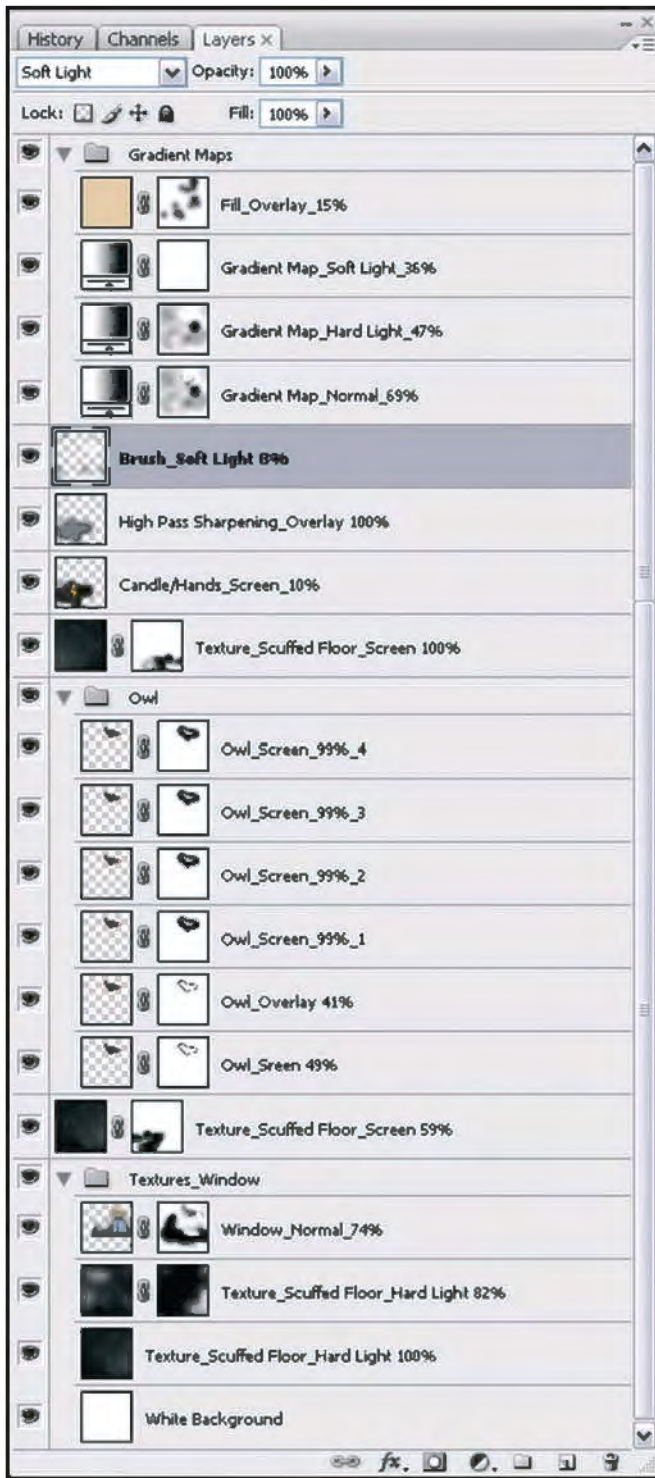 History Channels Layers ×
Soft Light Opacity: 100%
Lock: Fill: 100%
Gradient Maps
Fill_Overlay_15%
Gradient Map_Soft Light_36%
Gradient Map_Hard Light_47%
Gradient Map_Normal_69%
Brush_Soft Light 8%
High Pass Sharpening_Overlay 100%
Candle/Hands_Screen_10%
Texture_Scuffed Floor_Screen 100%
Owl
Owl_Screen_99%_4
Owl_Screen_99%_3
Owl_Screen_99%_2
Owl_Screen_99%_1
Owl_Overlay 41%
Owl_Sreen 49%
Texture_Scuffed Floor_Screen 59%
Textures_Window
Window_Normal_74%
Texture_Scuffed Floor_Hard Light 82%
Texture_Scuffed Floor_Hard Light 100%
White Background
fx.